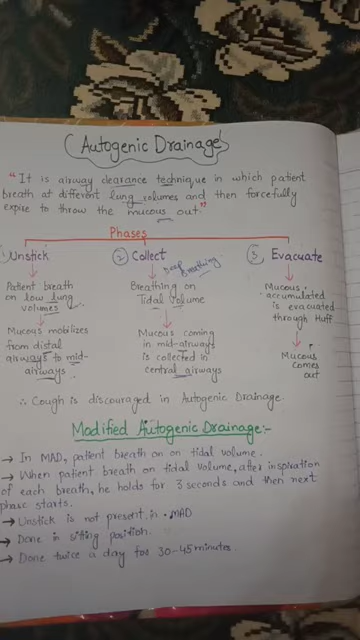 Autogenic Drainage
"It is airway clearance technique in which patient
breath at different lung volumes and then forcefully
expire to throw the mucous out"
Phases
① Unstick ② Collect ③ Evacuate
Deep Breathing
Patient breath Breathing on Mucous
on low lung Tidal Volume accumulated
volumes. is evacuated
through Huff
Mucous mobilizes Mucous coming Mucous
from distal in mid-airways comes
airways to mid- is collected in out
airways. central airways
∴ Cough is discouraged in Autogenic Drainage.
Modified Autogenic Drainage:-
→ In MAD, patient breath on on tidal volume.
→ When patient breath on tidal volume, after inspiration
of each breath, he holds for 3 seconds and then next
phase starts.
→ Unstick is not present in MAD
→ Done in sitting position.
→ Done twice a day for 30-45 minutes.